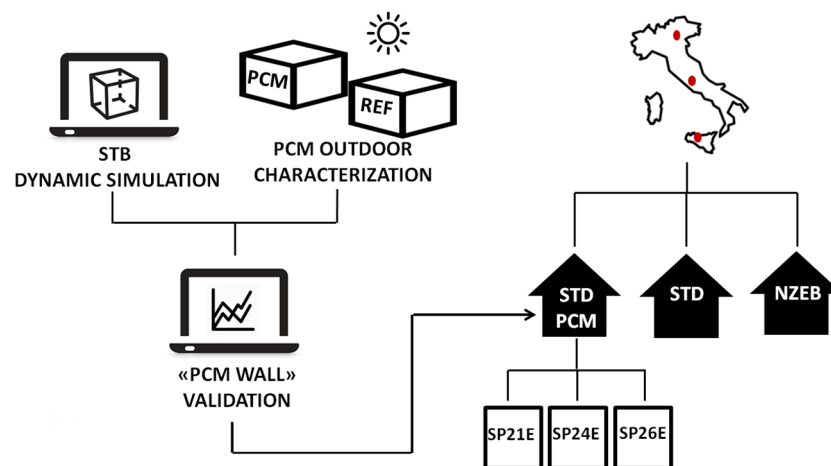 PCM
REF
STB
DYNAMIC SIMULATION
PCM OUTDOOR
CHARACTERIZATION
STD
PCM
STD
NZEB
«PCM WALL»
VALIDATION
SP21E
SP24E
SP26E